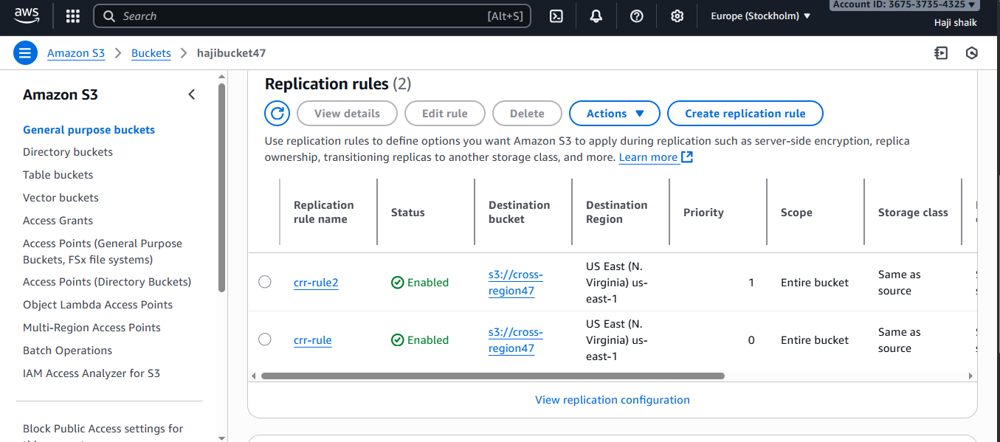 aws
Search [Alt+S]
Europe (Stockholm) ▼
Account ID: 3675-3735-4325 ▼
Haji shaik
Amazon S3 > Buckets > hajibucket47
Amazon S3
General purpose buckets
Directory buckets
Table buckets
Vector buckets
Access Grants
Access Points (General Purpose
Buckets, FSx file systems)
Access Points (Directory Buckets)
Object Lambda Access Points
Multi-Region Access Points
Batch Operations
IAM Access Analyzer for S3
Block Public Access settings for
Replication rules (2)
View details Edit rule Delete Actions ▼ Create replication rule
Use replication rules to define options you want Amazon S3 to apply during replication such as server-side encryption, replica
ownership, transitioning replicas to another storage class, and more. Learn more
Replication
rule name
Status
Destination
bucket
Destination
Region
Priority
Scope
Storage class
crr-rule2
Enabled
s3://cross-
region47
US East (N.
Virginia) us-
east-1
1
Entire bucket
Same as
source
crr-rule
Enabled
s3://cross-
region47
US East (N.
Virginia) us-
east-1
0
Entire bucket
Same as
source
View replication configuration